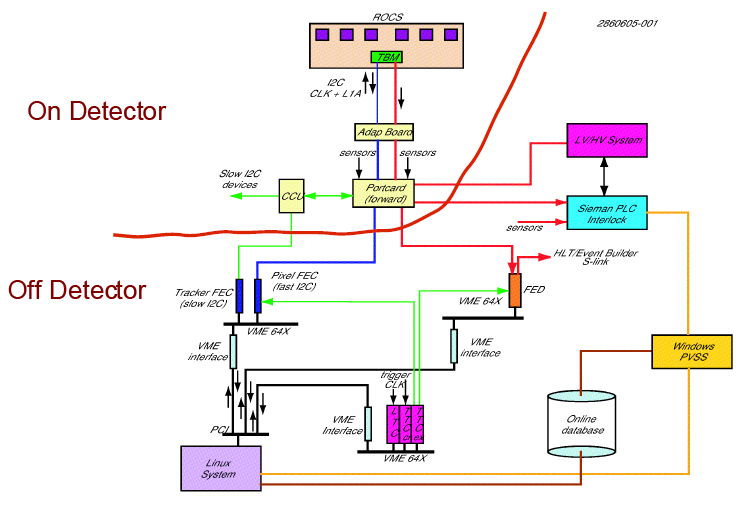 ROCS
2860605-001
TBM
I2C
CLK + L1A
On Detector
Adap Board
LV/HV System
sensors
sensors
Slow I2C
devices
CCU
Portcard
(forward)
Sieman PLC
Interlock
sensors
HLT/Event Builder
S-link
Off Detector
Tracker FEC
(slow I2C)
Pixel FEC
(fast I2C)
FED
VME 64X
VME 64X
VME
interface
VME
interface
Windows
PVSS
trigger
CLK
LTC
TTCci
TTCex
VME
Interface
Online
database
PCI
VME 64X
Linux
System